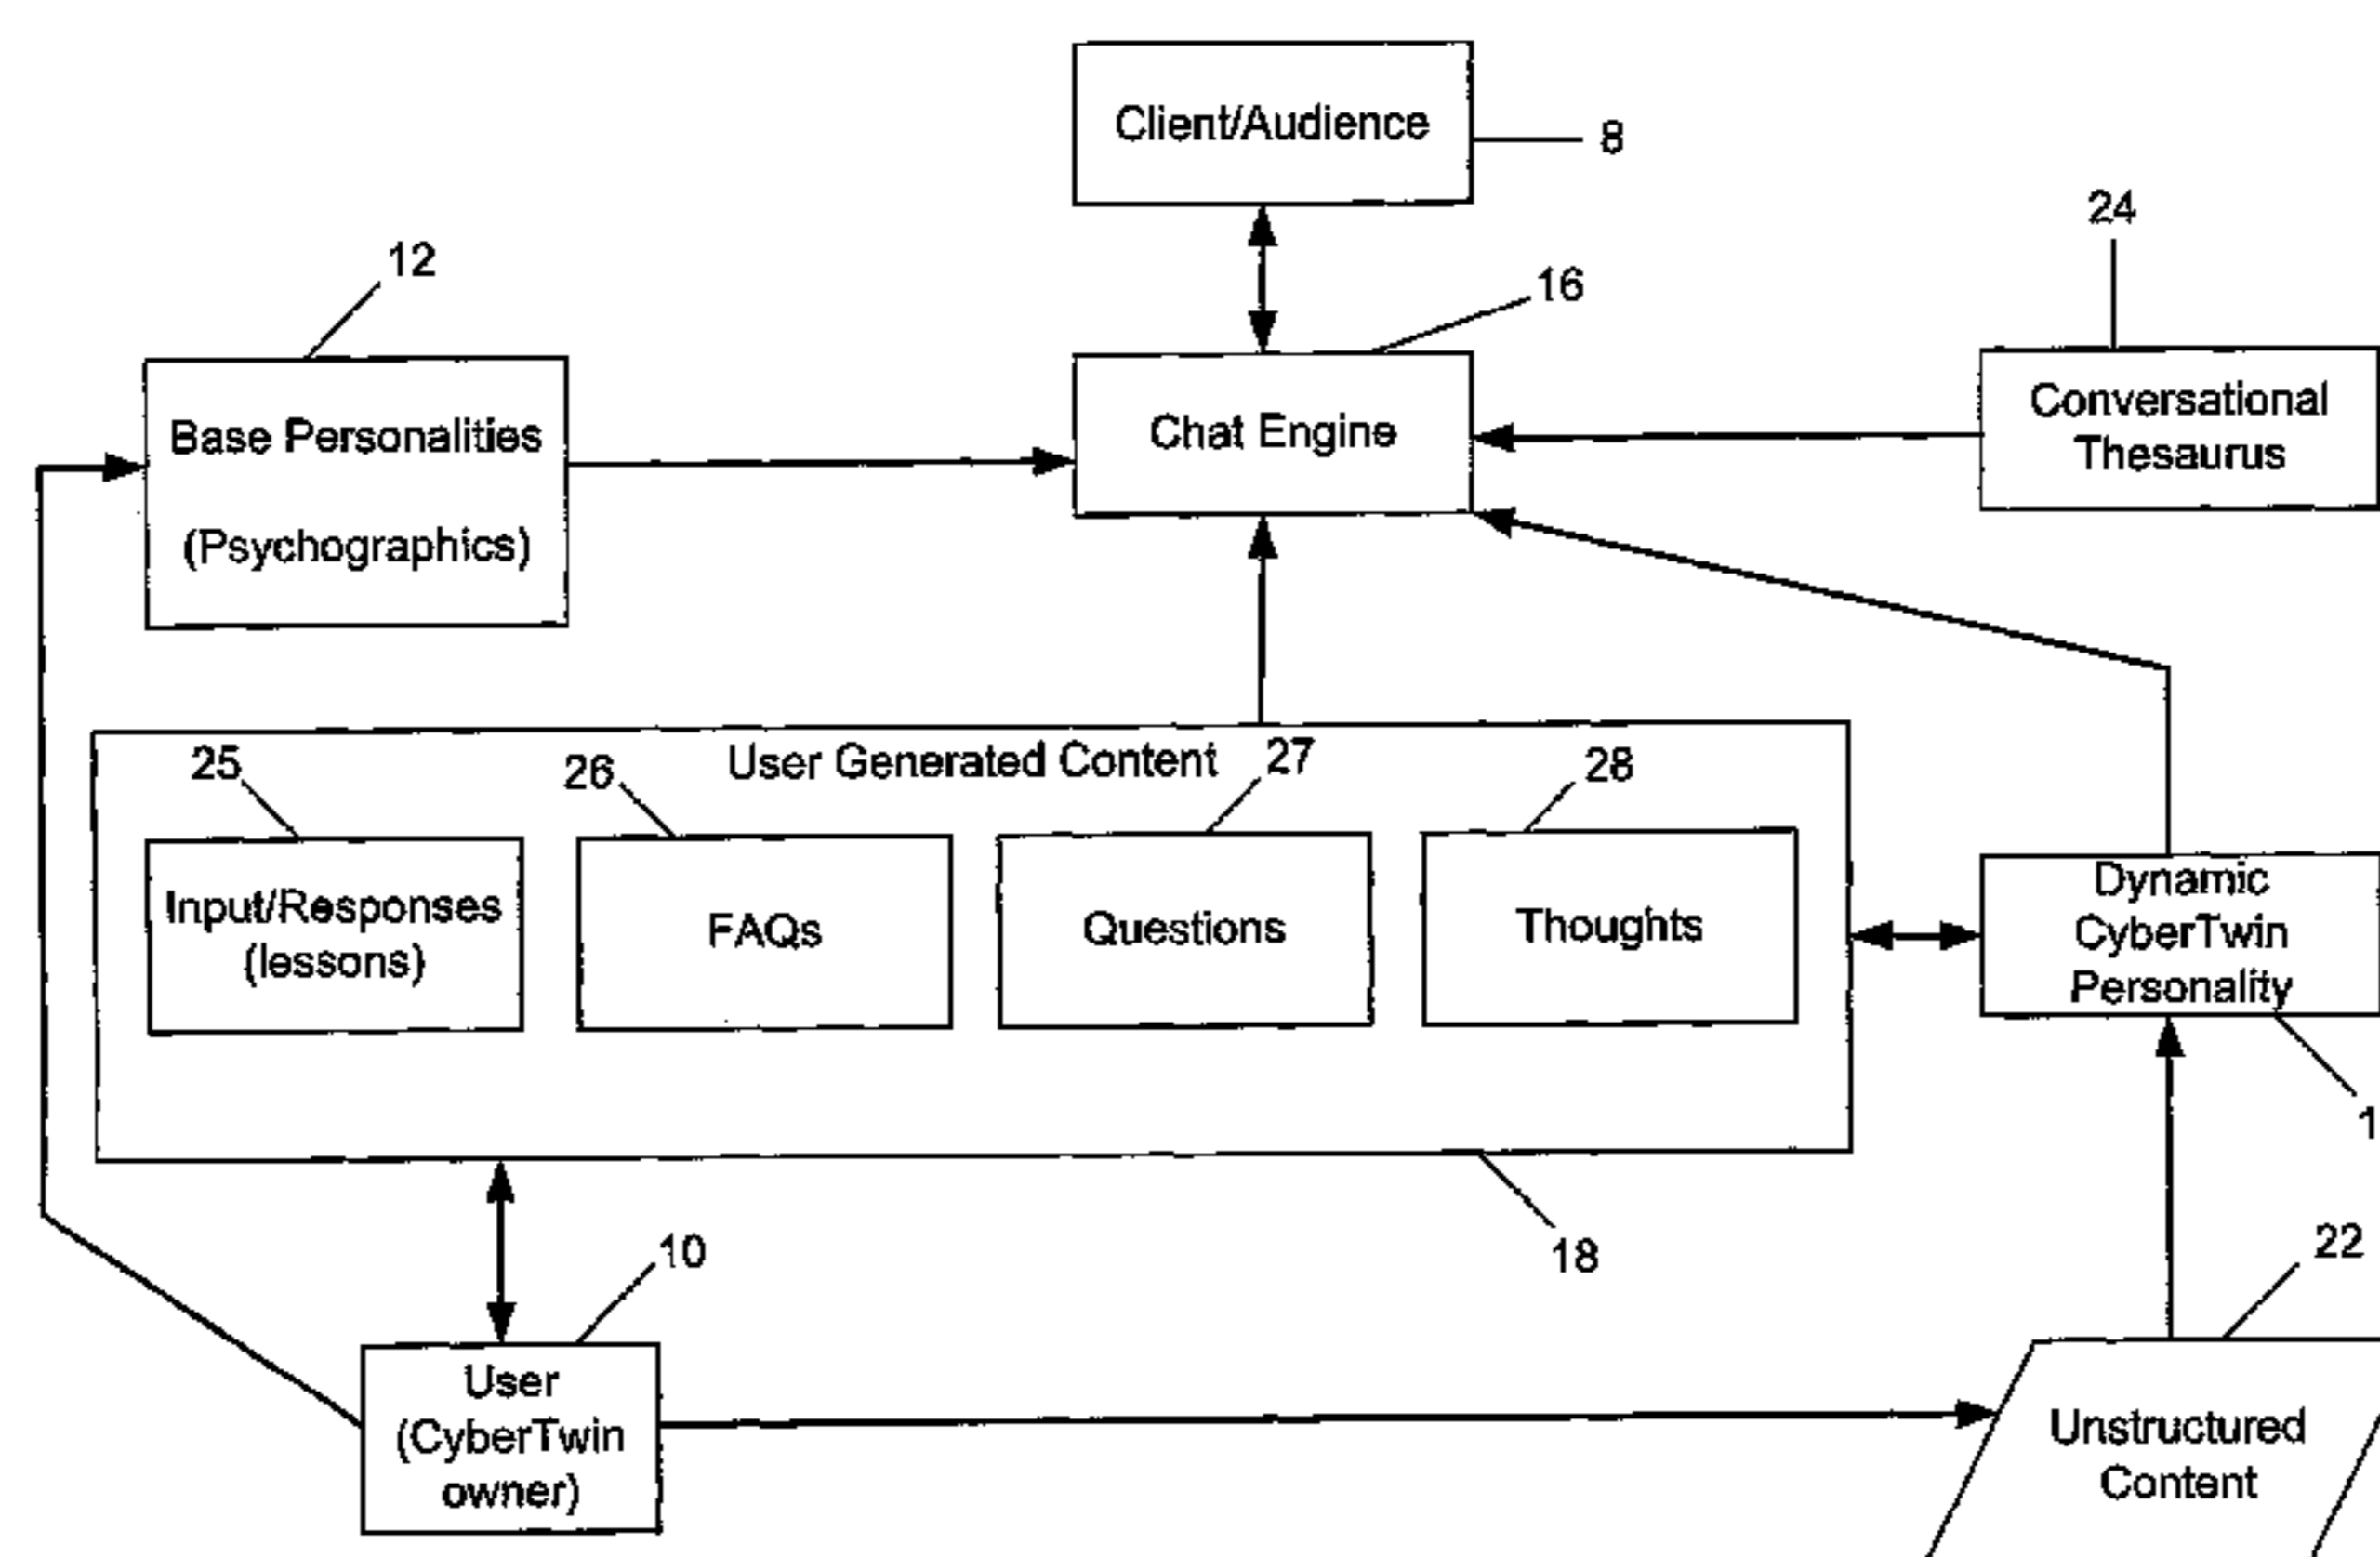 Client/Audience
8
24
12
16
Conversational
Thesaurus
Base Personalities
(Psychographics)
Chat Engine
User Generated Content
25
26
27
28
Input/Responses
(lessons)
FAQs
Questions
Thoughts
Dynamic
CyberTwin
Personality
1
10
18
22
User
(CyberTwin
owner)
Unstructured
Content